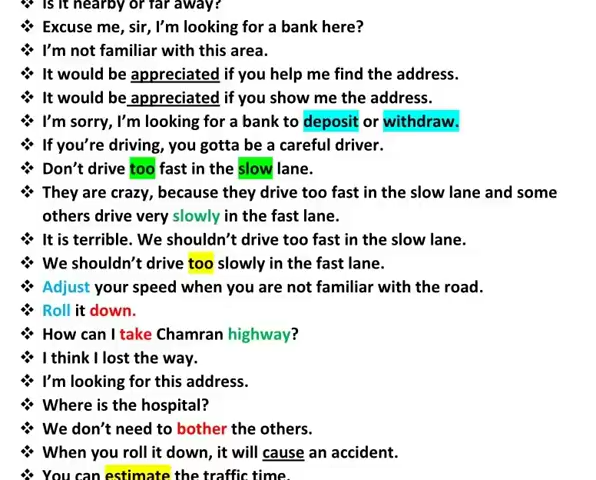 ❖ Is it nearby or far away?
❖ Excuse me, sir, I'm looking for a bank here?
❖ I'm not familiar with this area.
❖ It would be appreciated if you help me find the address.
❖ It would be appreciated if you show me the address.
❖ I'm sorry, I'm looking for a bank to deposit or withdraw.
❖ If you're driving, you gotta be a careful driver.
❖ Don't drive too fast in the slow lane.
❖ They are crazy, because they drive too fast in the slow lane and some
others drive very slowly in the fast lane.
❖ It is terrible. We shouldn't drive too fast in the slow lane.
❖ We shouldn't drive too slowly in the fast lane.
❖ Adjust your speed when you are not familiar with the road.
❖ Roll it down.
❖ How can I take Chamran highway?
❖ I think I lost the way.
❖ I'm looking for this address.
❖ Where is the hospital?
❖ We don't need to bother the others.
❖ When you roll it down, it will cause an accident.
❖ You can estimate the traffic time.